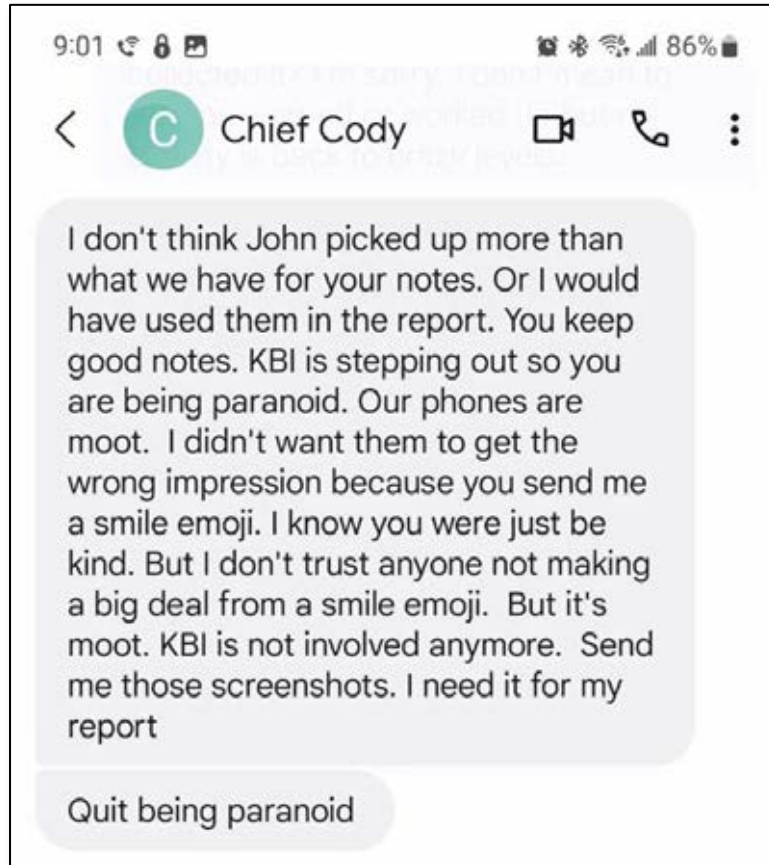 9:01
86%
Chief Cody
C
I don't think John picked up more than
what we have for your notes. Or I would
have used them in the report. You keep
good notes. KBI is stepping out so you
are being paranoid. Our phones are
moot.  I didn't want them to get the
wrong impression because you send me
a smile emoji. I know you were just be
kind. But I don't trust anyone not making
a big deal from a smile emoji.  But it's
moot. KBI is not involved anymore.  Send
me those screenshots. I need it for my
report
Quit being paranoid